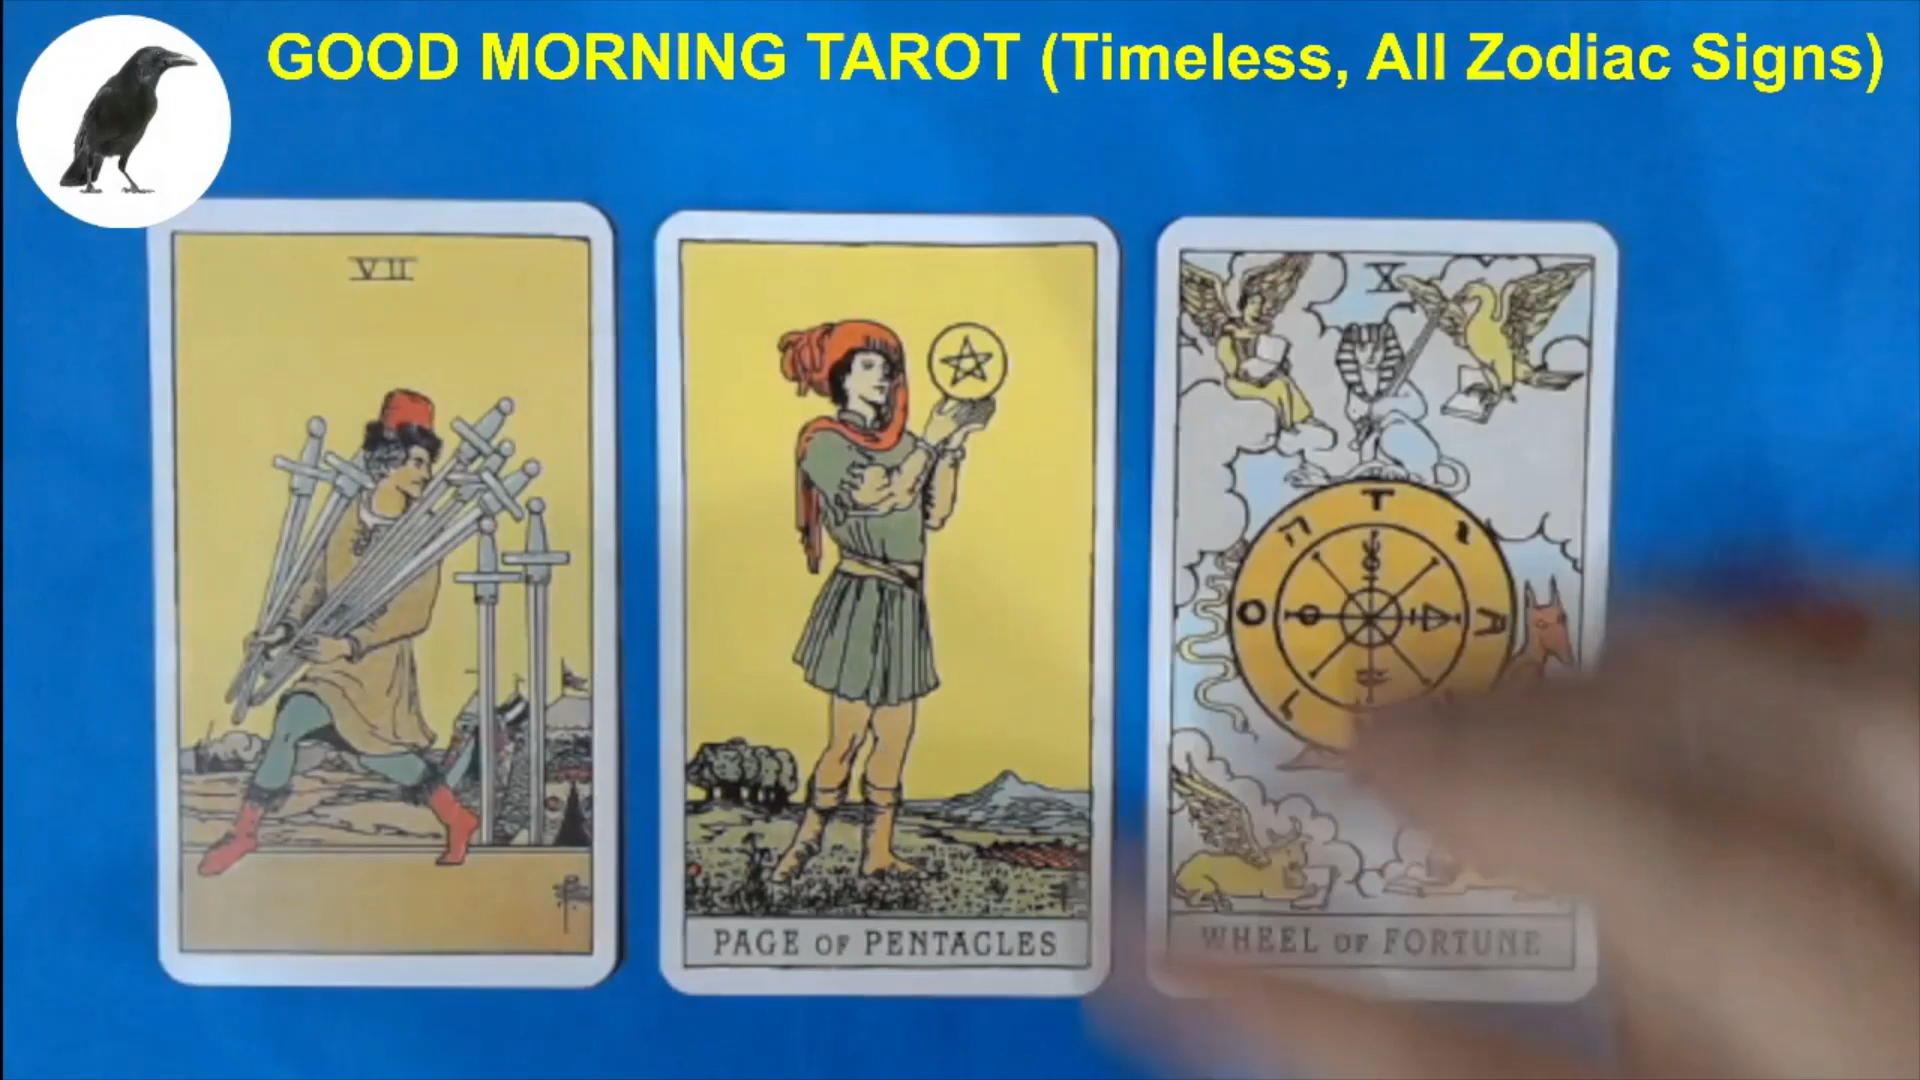 GOOD MORNING TAROT (Timeless, All Zodiac Signs)
VII
X
T
A
O
ה
י
PAGE OF PENTACLES
WHEEL OF FORTUNE